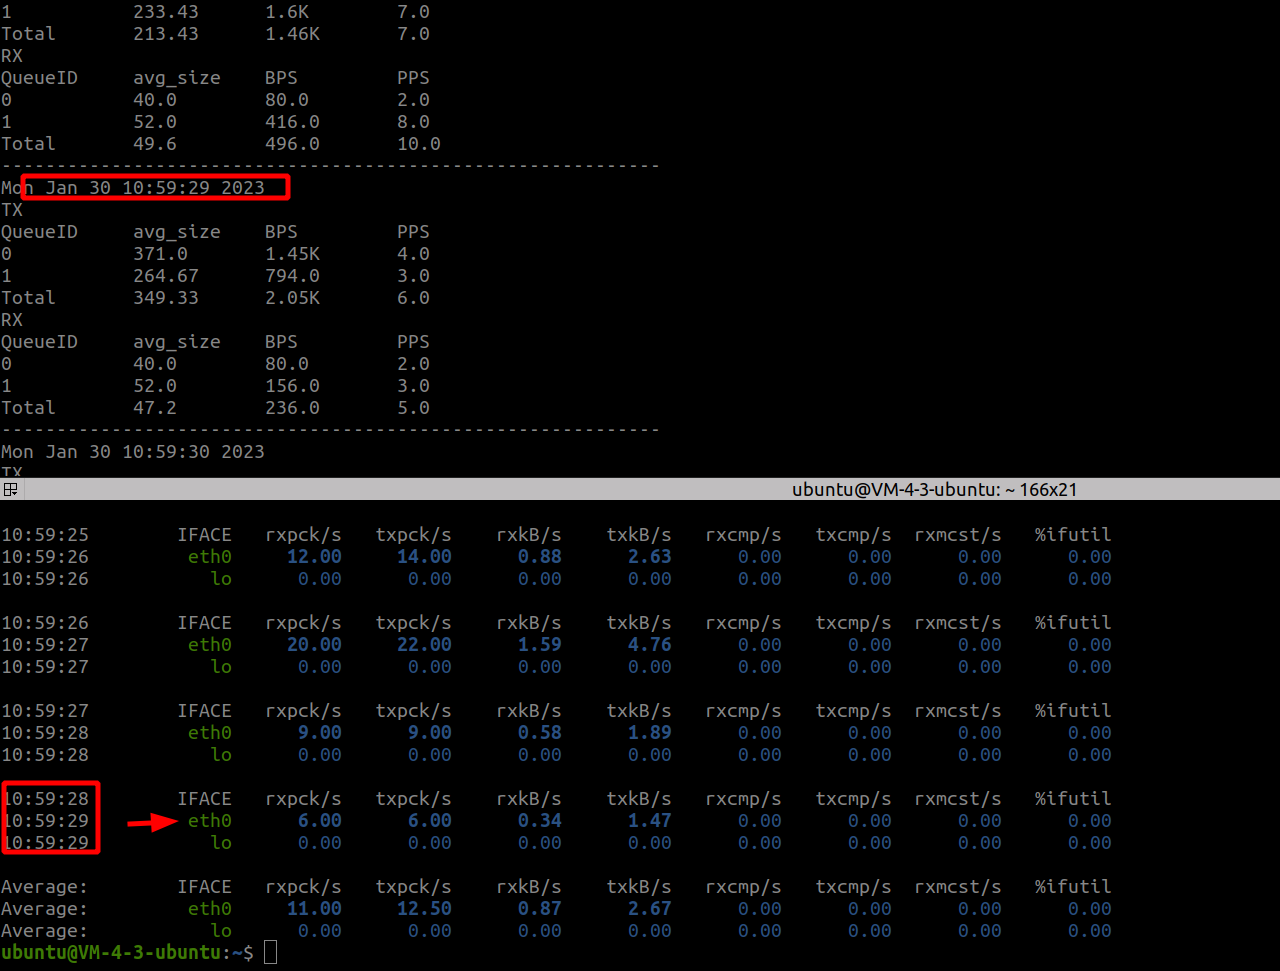 1 233.43 1.6K 7.0
Total 213.43 1.46K 7.0
RX
QueueID avg_size BPS PPS
0 40.0 80.0 2.0
1 52.0 416.0 8.0
Total 49.6 496.0 10.0
------------------------------------------------------------
Mon Jan 30 10:59:29 2023
TX
QueueID avg_size BPS PPS
0 371.0 1.45K 4.0
1 264.67 794.0 3.0
Total 349.33 2.05K 6.0
RX
QueueID avg_size BPS PPS
0 40.0 80.0 2.0
1 52.0 156.0 3.0
Total 47.2 236.0 5.0
------------------------------------------------------------
Mon Jan 30 10:59:30 2023
TX
ubuntu@VM-4-3-ubuntu: ~ 166x21
10:59:25 IFACE rxpck/s txpck/s rxkB/s txkB/s rxcmp/s txcmp/s rxmcst/s %ifutil
10:59:26 eth0 12.00 14.00 0.88 2.63 0.00 0.00 0.00 0.00
10:59:26 lo 0.00 0.00 0.00 0.00 0.00 0.00 0.00 0.00
10:59:26 IFACE rxpck/s txpck/s rxkB/s txkB/s rxcmp/s txcmp/s rxmcst/s %ifutil
10:59:27 eth0 20.00 22.00 1.59 4.76 0.00 0.00 0.00 0.00
10:59:27 lo 0.00 0.00 0.00 0.00 0.00 0.00 0.00 0.00
10:59:27 IFACE rxpck/s txpck/s rxkB/s txkB/s rxcmp/s txcmp/s rxmcst/s %ifutil
10:59:28 eth0 9.00 9.00 0.58 1.89 0.00 0.00 0.00 0.00
10:59:28 lo 0.00 0.00 0.00 0.00 0.00 0.00 0.00 0.00
10:59:28 IFACE rxpck/s txpck/s rxkB/s txkB/s rxcmp/s txcmp/s rxmcst/s %ifutil
10:59:29 eth0 6.00 6.00 0.34 1.47 0.00 0.00 0.00 0.00
10:59:29 lo 0.00 0.00 0.00 0.00 0.00 0.00 0.00 0.00
Average: IFACE rxpck/s txpck/s rxkB/s txkB/s rxcmp/s txcmp/s rxmcst/s %ifutil
Average: eth0 11.00 12.50 0.87 2.67 0.00 0.00 0.00 0.00
Average: lo 0.00 0.00 0.00 0.00 0.00 0.00 0.00 0.00
ubuntu@VM-4-3-ubuntu:~$